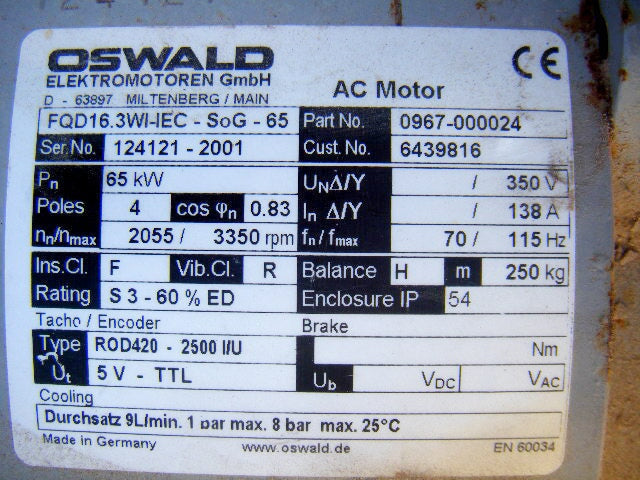 OSWALD
ELEKTROMOTOREN GmbH
D - 63897 MILTENBERG / MAIN
AC Motor
CE
FQD16.3WI-IEC - SoG - 65 Part No. 0967-000024
Ser.No. 124121 - 2001 Cust. No. 6439816
Pn 65 kW UNΔ/Y / 350 V
Poles 4 cos φn 0.83 In Δ/Y / 138 A
nn/nmax 2055 / 3350 rpm fn / fmax 70 / 115 Hz
Ins.Cl. F Vib.Cl. R Balance H m 250 kg
Rating S 3 - 60 % ED Enclosure IP 54
Tacho / Encoder Brake
Type ROD420 - 2500 I/U Nm
Ut 5 V - TTL Ub VDC VAC
Cooling
Durchsatz 9L/min. 1 bar max. 8 bar max. 25°C
Made in Germany www.oswald.de EN 60034